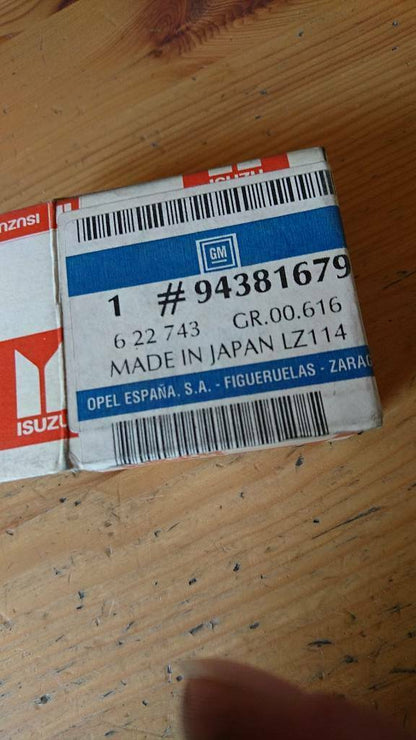 ISUZU
ISUZU
GM
1 # 94381679
6 22 743 GR.00.616
MADE IN JAPAN LZ114
OPEL ESPAÑA. S.A. - FIGUERUELAS - ZARAG
ISUZU